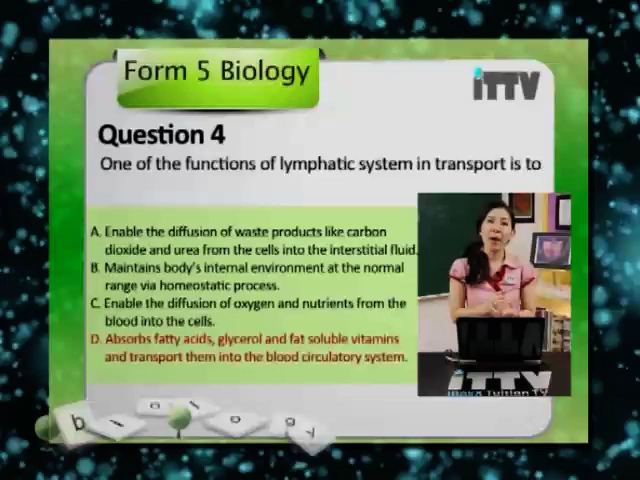 Form 5 Biology
iTTV
Question 4
One of the functions of lymphatic system in transport is to
A. Enable the diffusion of waste products like carbon
dioxide and urea from the cells into the interstitial fluid.
B. Maintains body's internal environment at the normal
range via homeostatic process.
C. Enable the diffusion of oxygen and nutrients from the
blood into the cells.
D. Absorbs fatty acids, glycerol and fat soluble vitamins
and transport them into the blood circulatory system.
iTTV
Tuition TV
biology